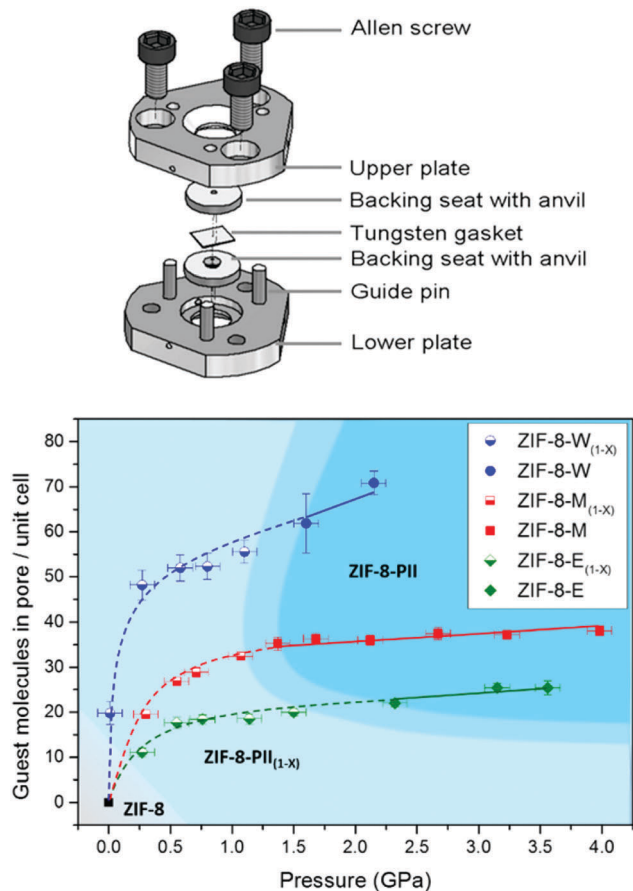 Allen screw
Upper plate
Backing seat with anvil
Tungsten gasket
Backing seat with anvil
Guide pin
Lower plate
Guest molecules in pore / unit cell
80
70
60
50
40
30
20
10
0
ZIF-8-W(1-X)
ZIF-8-W
ZIF-8-M(1-X)
ZIF-8-M
ZIF-8-E(1-X)
ZIF-8-E
ZIF-8-PII
ZIF-8-PII(1-X)
ZIF-8
0.0 0.5 1.0 1.5 2.0 2.5 3.0 3.5 4.0
Pressure (GPa)